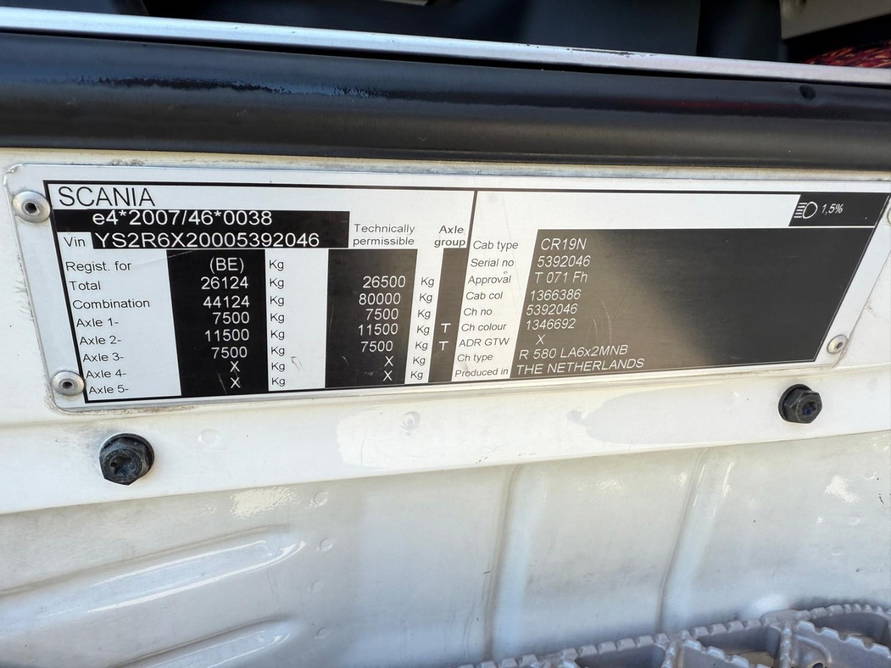 SCANIA
e4*2007/46*0038
Vin YS2R6X20005392046
Technically permissible
Axle group
Regist. for (BE) Kg
Total 26124 Kg 26500 Kg
Combination 44124 Kg 80000 Kg
Axle 1- 7500 Kg 7500 Kg
Axle 2- 11500 Kg 11500 Kg T
Axle 3- 7500 Kg 7500 Kg T
Axle 4- X Kg X Kg
Axle 5- X Kg X Kg
1,5%
Cab type CR19N
Serial no 5392046
Approval T 071 Fh
Cab col 1366386
Ch no 5392046
Ch colour 1346692
ADR GTW X
Ch type R 580 LA6x2MNB
Produced in THE NETHERLANDS